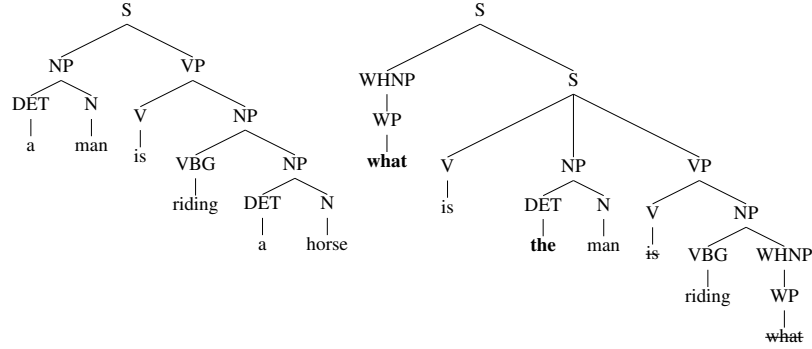 S S
NP VP WHNP S
DET N V NP WP
a man is what
VBG NP V NP VP
riding DET N is DET N V NP
a horse the man is VBG WHNP
riding WP
what